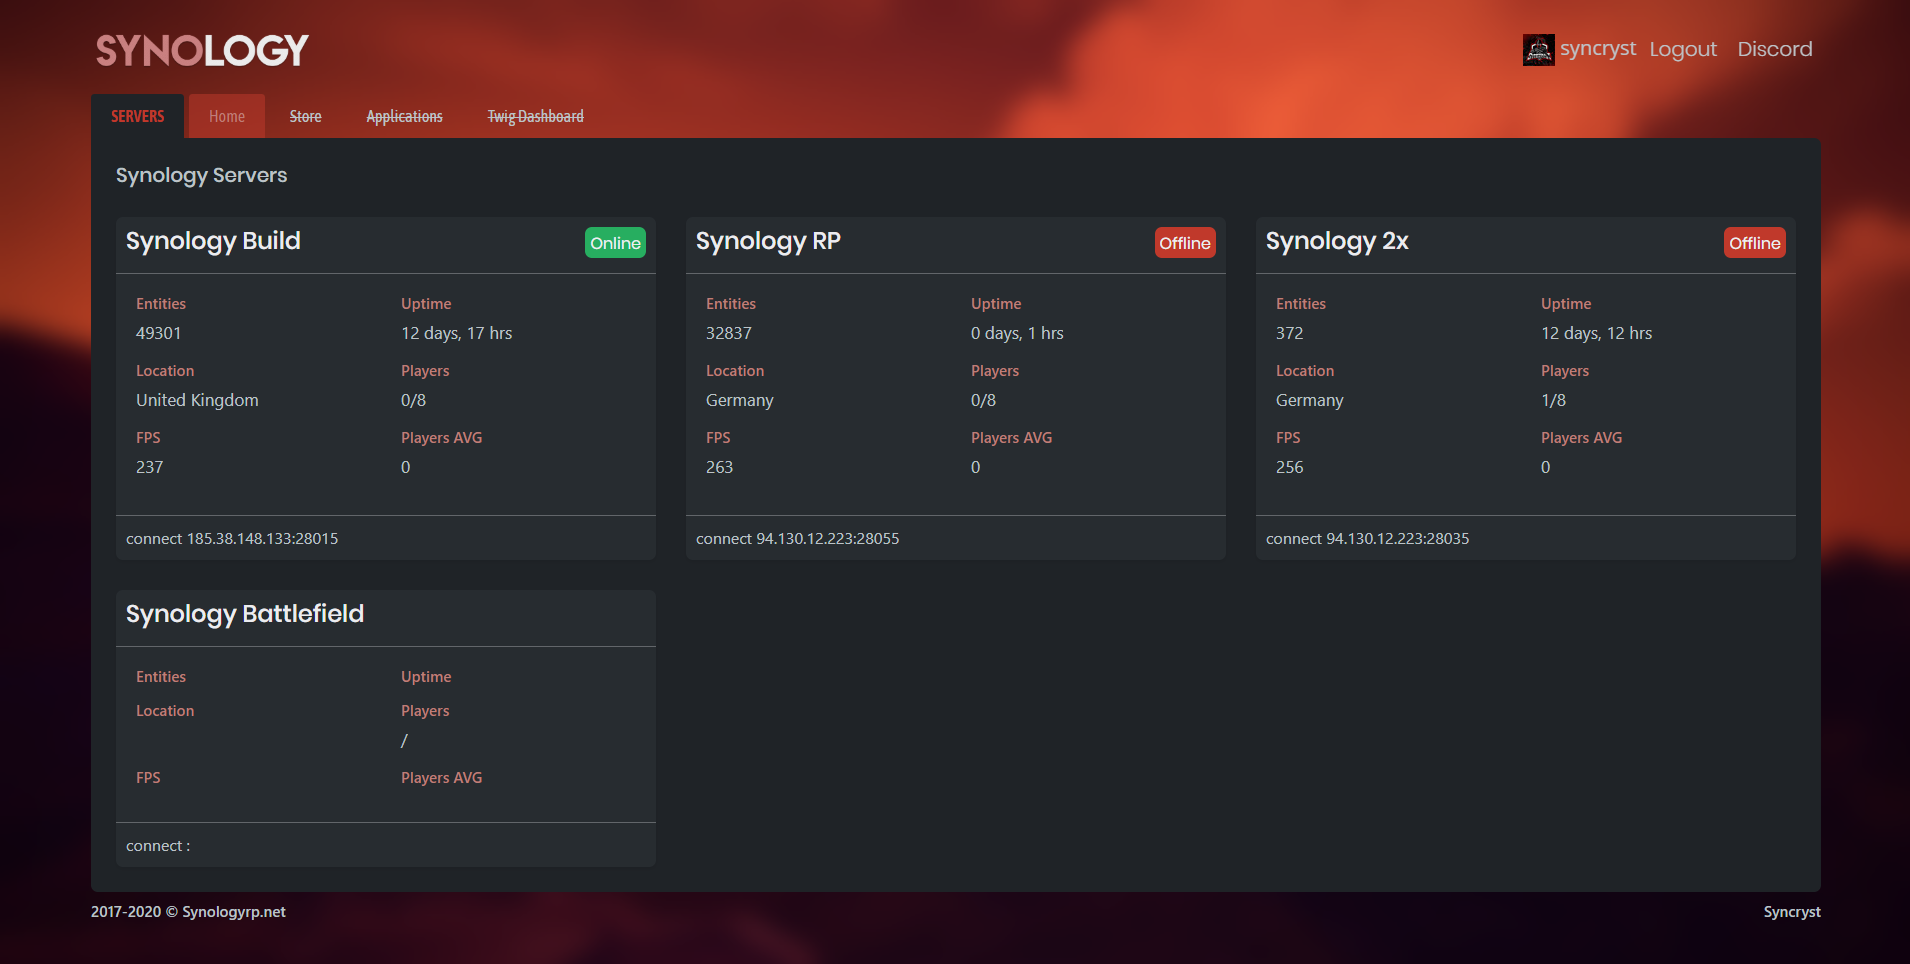 SYNOLOGY
syncryst Logout Discord
SERVERS Home Store Applications Twig Dashboard
Synology Servers
Synology Build Online
Entities Uptime
49301 12 days, 17 hrs
Location Players
United Kingdom 0/8
FPS Players AVG
237 0
connect 185.38.148.133:28015
Synology RP Offline
Entities Uptime
32837 0 days, 1 hrs
Location Players
Germany 0/8
FPS Players AVG
263 0
connect 94.130.12.223:28055
Synology 2x Offline
Entities Uptime
372 12 days, 12 hrs
Location Players
Germany 1/8
FPS Players AVG
256 0
connect 94.130.12.223:28035
Synology Battlefield
Entities Uptime
Location Players
/
FPS Players AVG
connect :
2017-2020 © Synologyrp.net Syncryst